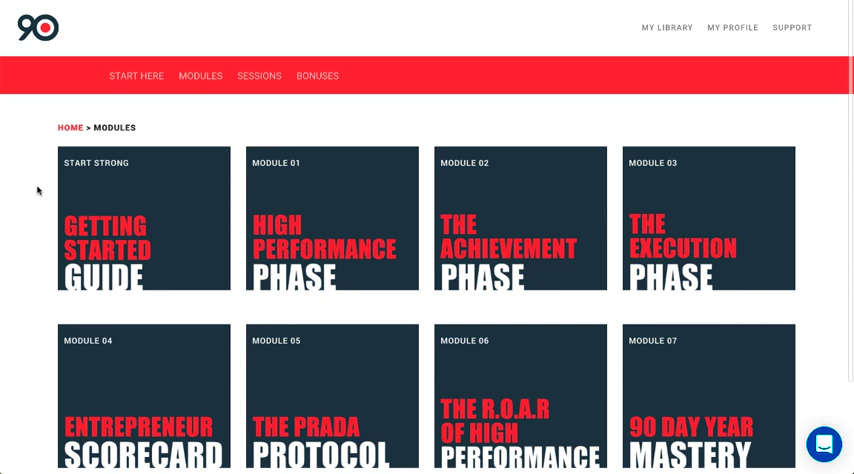 90
MY LIBRARY MY PROFILE SUPPORT
START HERE MODULES SESSIONS BONUSES
HOME > MODULES
START STRONG
GETTING
STARTED
GUIDE
MODULE 01
HIGH
PERFORMANCE
PHASE
MODULE 02
THE
ACHIEVEMENT
PHASE
MODULE 03
THE
EXECUTION
PHASE
MODULE 04
ENTREPRENEUR
SCORECARD
MODULE 05
THE PRADA
PROTOCOL
MODULE 06
THE R.O.A.R
OF HIGH
PERFORMANCE
MODULE 07
90 DAY YEAR
MASTERY